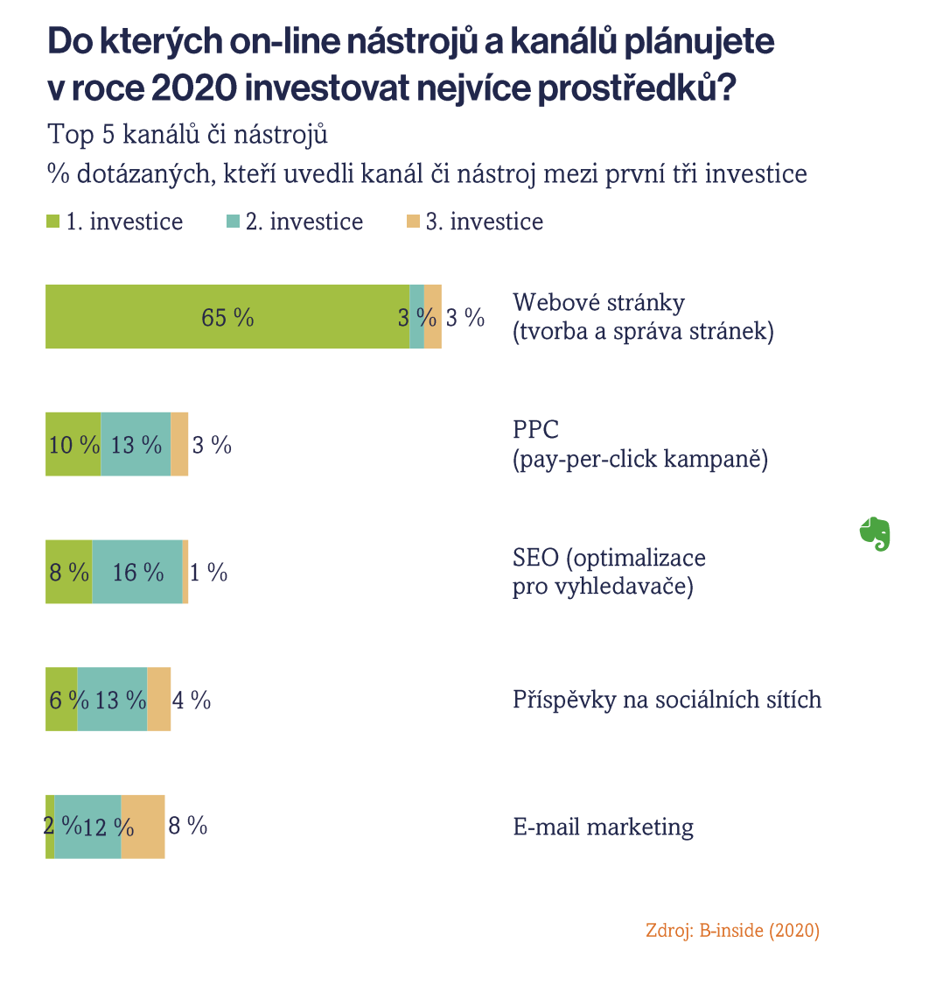 Do kterých on-line nástrojů a kanálů plánujete
v roce 2020 investovat nejvíce prostředků?
Top 5 kanálů či nástrojů
% dotázaných, kteří uvedli kanál či nástroj mezi první tři investice
1. investice 2. investice 3. investice
65 % 3 % 3 % Webové stránky
(tvorba a správa stránek)
10 % 13 % 3 % PPC
(pay-per-click kampaně)
8 % 16 % 1 % SEO (optimalizace
pro vyhledavače)
6 % 13 % 4 % Příspěvky na sociálních sítích
2 % 12 % 8 % E-mail marketing
Zdroj: B-inside (2020)